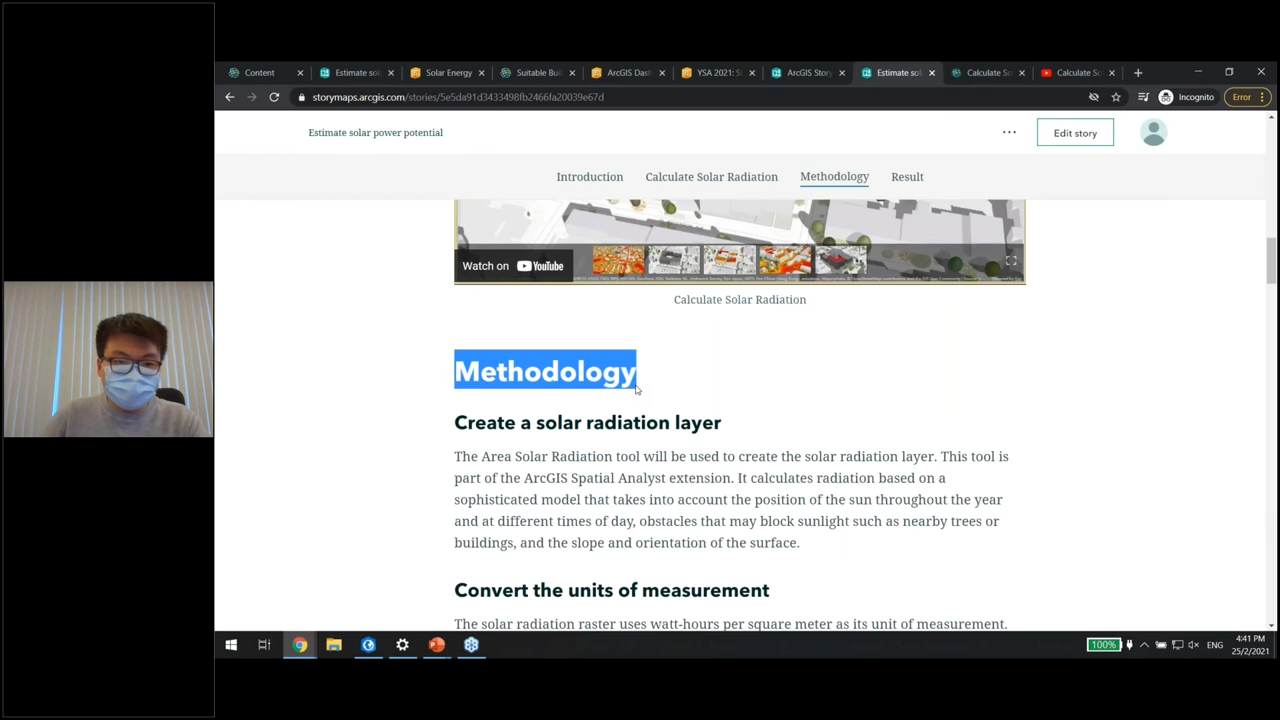 Content
Estimate so
Solar Energy
Suitable Bui
ArcGIS Das
YSA 2021: S
ArcGIS Story
Estimate so
Calculate So
Calculate So
storymaps.arcgis.com/stories/5e5da91d3433498fb2466fa20039e67d
Incognito
Error
Estimate solar power potential
Edit story
Introduction
Calculate Solar Radiation
Methodology
Result
Watch on YouTube
Calculate Solar Radiation
Methodology
Create a solar radiation layer
The Area Solar Radiation tool will be used to create the solar radiation layer. This tool is
part of the ArcGIS Spatial Analyst extension. It calculates radiation based on a
sophisticated model that takes into account the position of the sun throughout the year
and at different times of day, obstacles that may block sunlight such as nearby trees or
buildings, and the slope and orientation of the surface.
Convert the units of measurement
The solar radiation raster uses watt-hours per square meter as its unit of measurement.
100%
ENG
4:41 PM
25/2/2021